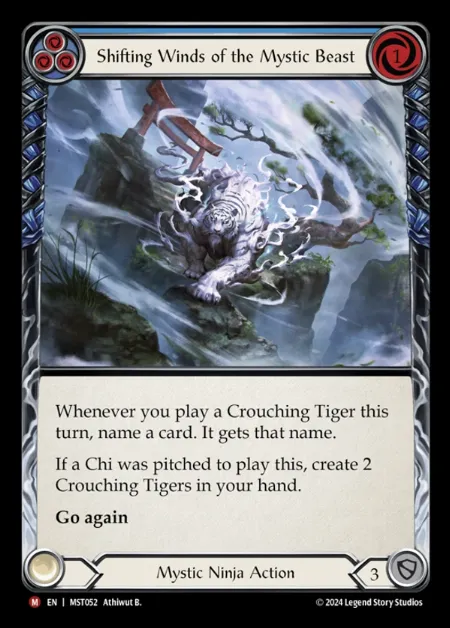 Shifting Winds of the Mystic Beast
1
Whenever you play a Crouching Tiger this
turn, name a card. It gets that name.
If a Chi was pitched to play this, create 2
Crouching Tigers in your hand.
Go again
Mystic Ninja Action
3
M EN | MST052 Athiwut B.
© 2024 Legend Story Studios